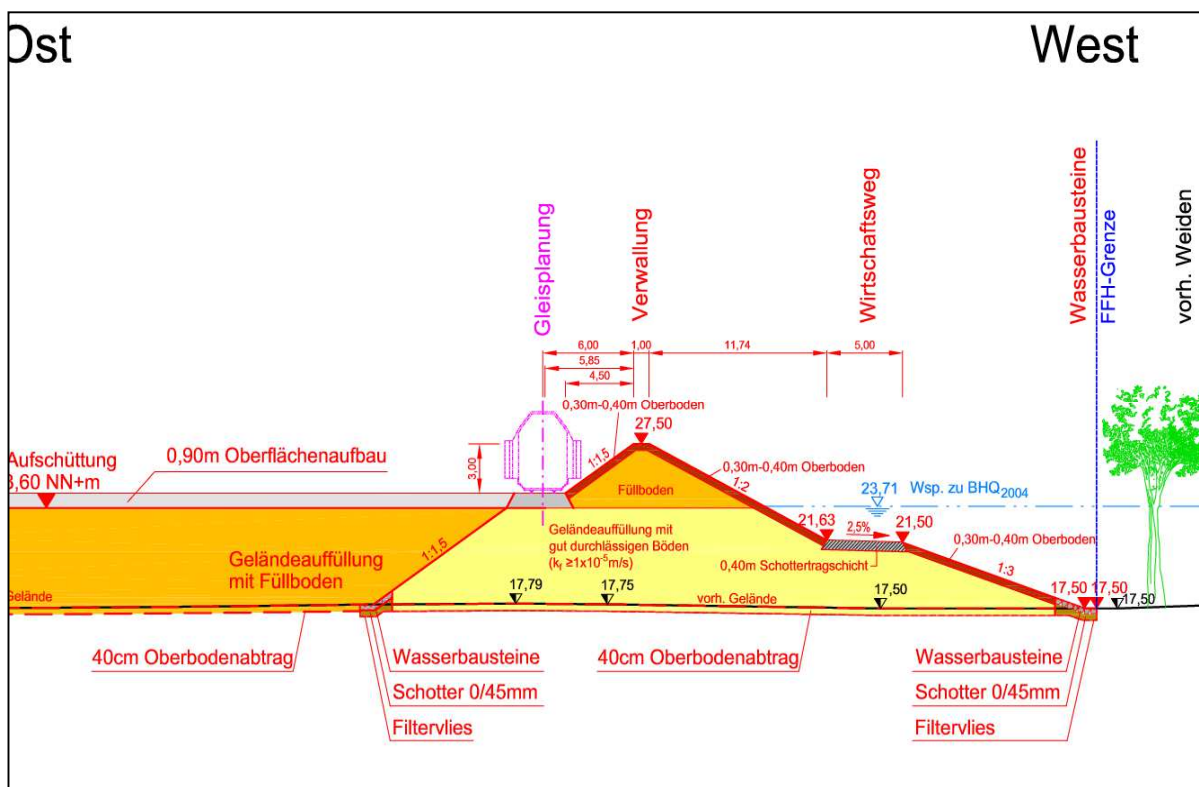 Ost
West
Gleisplanung
Verwallung
Wirtschaftsweg
Wasserbausteine
FFH-Grenze
vorh. Weiden
6,00
1,00
11,74
5,00
5,85
4,50
0,30m-0,40m Oberboden
27,50
3,00
1:1,5
Aufschüttung
3,60 NN+m
0,90m Oberflächenaufbau
Füllboden
0,30m-0,40m Oberboden
1:2
23,71
Wsp. zu BHQ2004
21,63
2,5%
21,50
0,30m-0,40m Oberboden
0,40m Schottertragschicht
1:3
Geländeauffüllung
mit Füllboden
1:1,5
Geländeauffüllung mit
gut durchlässigen Böden
(kf ≥1x10-5m/s)
Gelände
17,79
17,75
vorh. Gelände
17,50
17,50
17,50
17,50
40cm Oberbodenabtrag
Wasserbausteine
Schotter 0/45mm
Filtervlies
40cm Oberbodenabtrag
Wasserbausteine
Schotter 0/45mm
Filtervlies